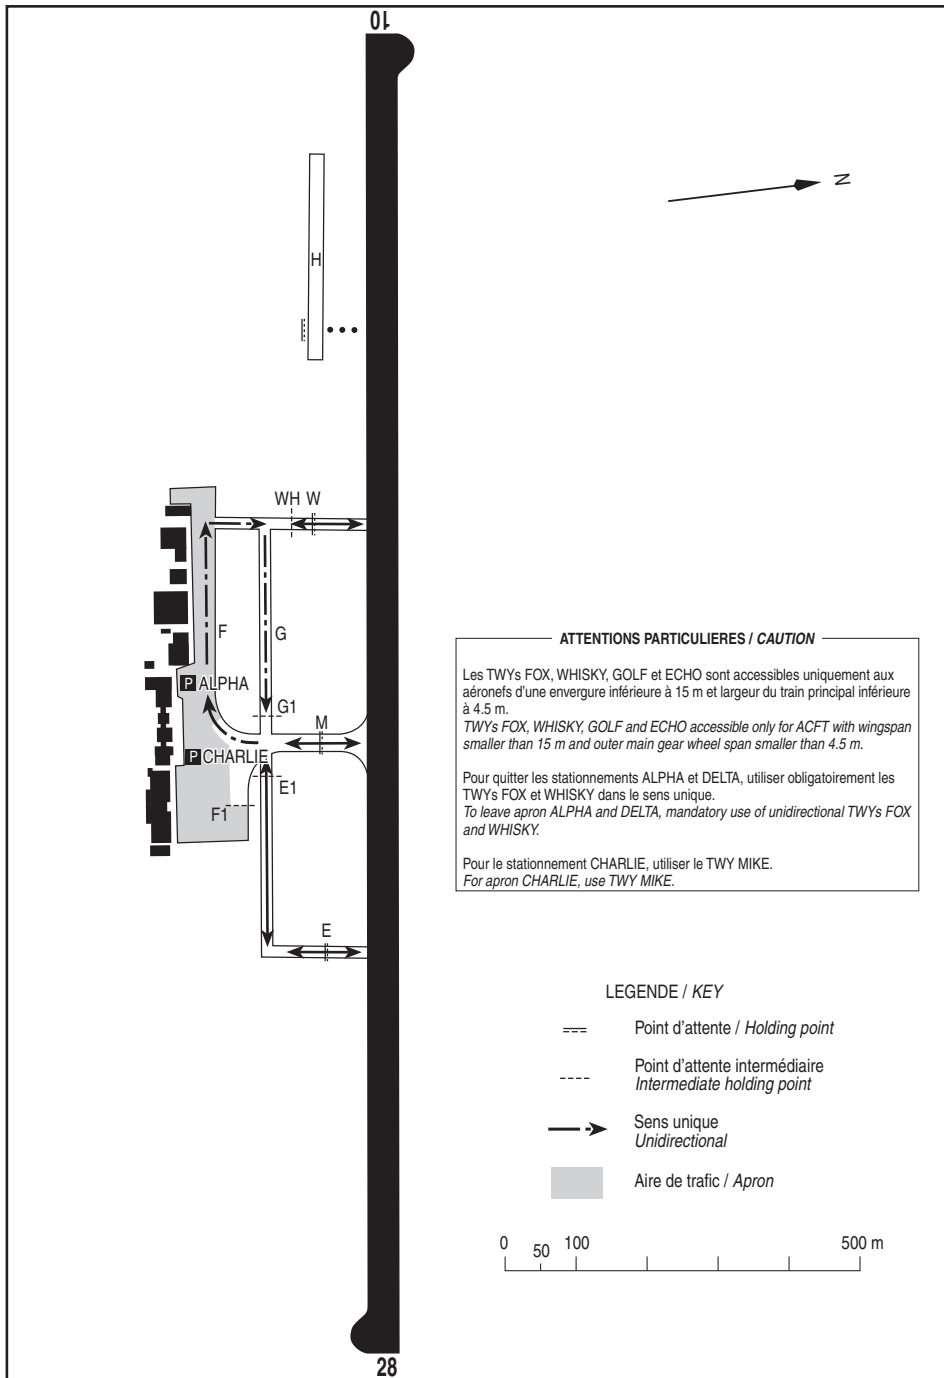 10
N
H
WH W
F
G
P ALPHA
G1
M
P CHARLIE
E1
F1
E
28
ATTENTIONS PARTICULIERES / CAUTION
Les TWYs FOX, WHISKY, GOLF et ECHO sont accessibles uniquement aux
aéronefs d'une envergure inférieure à 15 m et largeur du train principal inférieure
à 4.5 m.
TWYs FOX, WHISKY, GOLF and ECHO accessible only for ACFT with wingspan
smaller than 15 m and outer main gear wheel span smaller than 4.5 m.
Pour quitter les stationnements ALPHA et DELTA, utiliser obligatoirement les
TWYs FOX et WHISKY dans le sens unique.
To leave apron ALPHA and DELTA, mandatory use of unidirectional TWYs FOX
and WHISKY.
Pour le stationnement CHARLIE, utiliser le TWY MIKE.
For apron CHARLIE, use TWY MIKE.
LEGENDE / KEY
Point d'attente / Holding point
Point d'attente intermédiaire
Intermediate holding point
Sens unique
Unidirectional
Aire de trafic / Apron
0 50 100 500 m